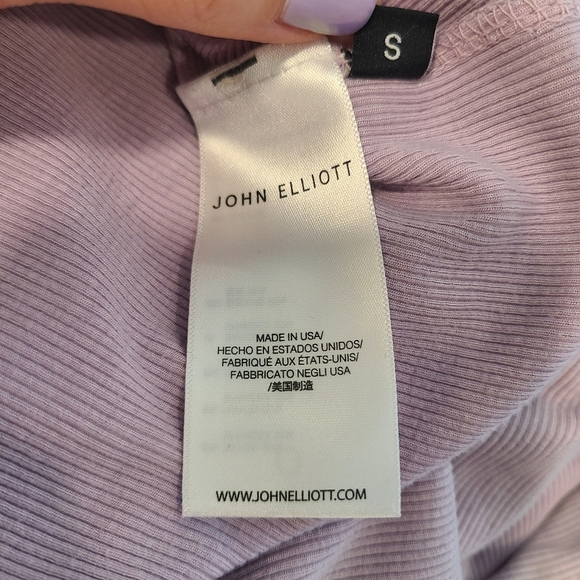 S
JOHN ELLIOTT
MADE IN USA/
HECHO EN ESTADOS UNIDOS/
FABRIQUÉ AUX ÉTATS-UNIS/
FABBRICATO NEGLI USA
/美国制造
WWW.JOHNELLIOTT.COM